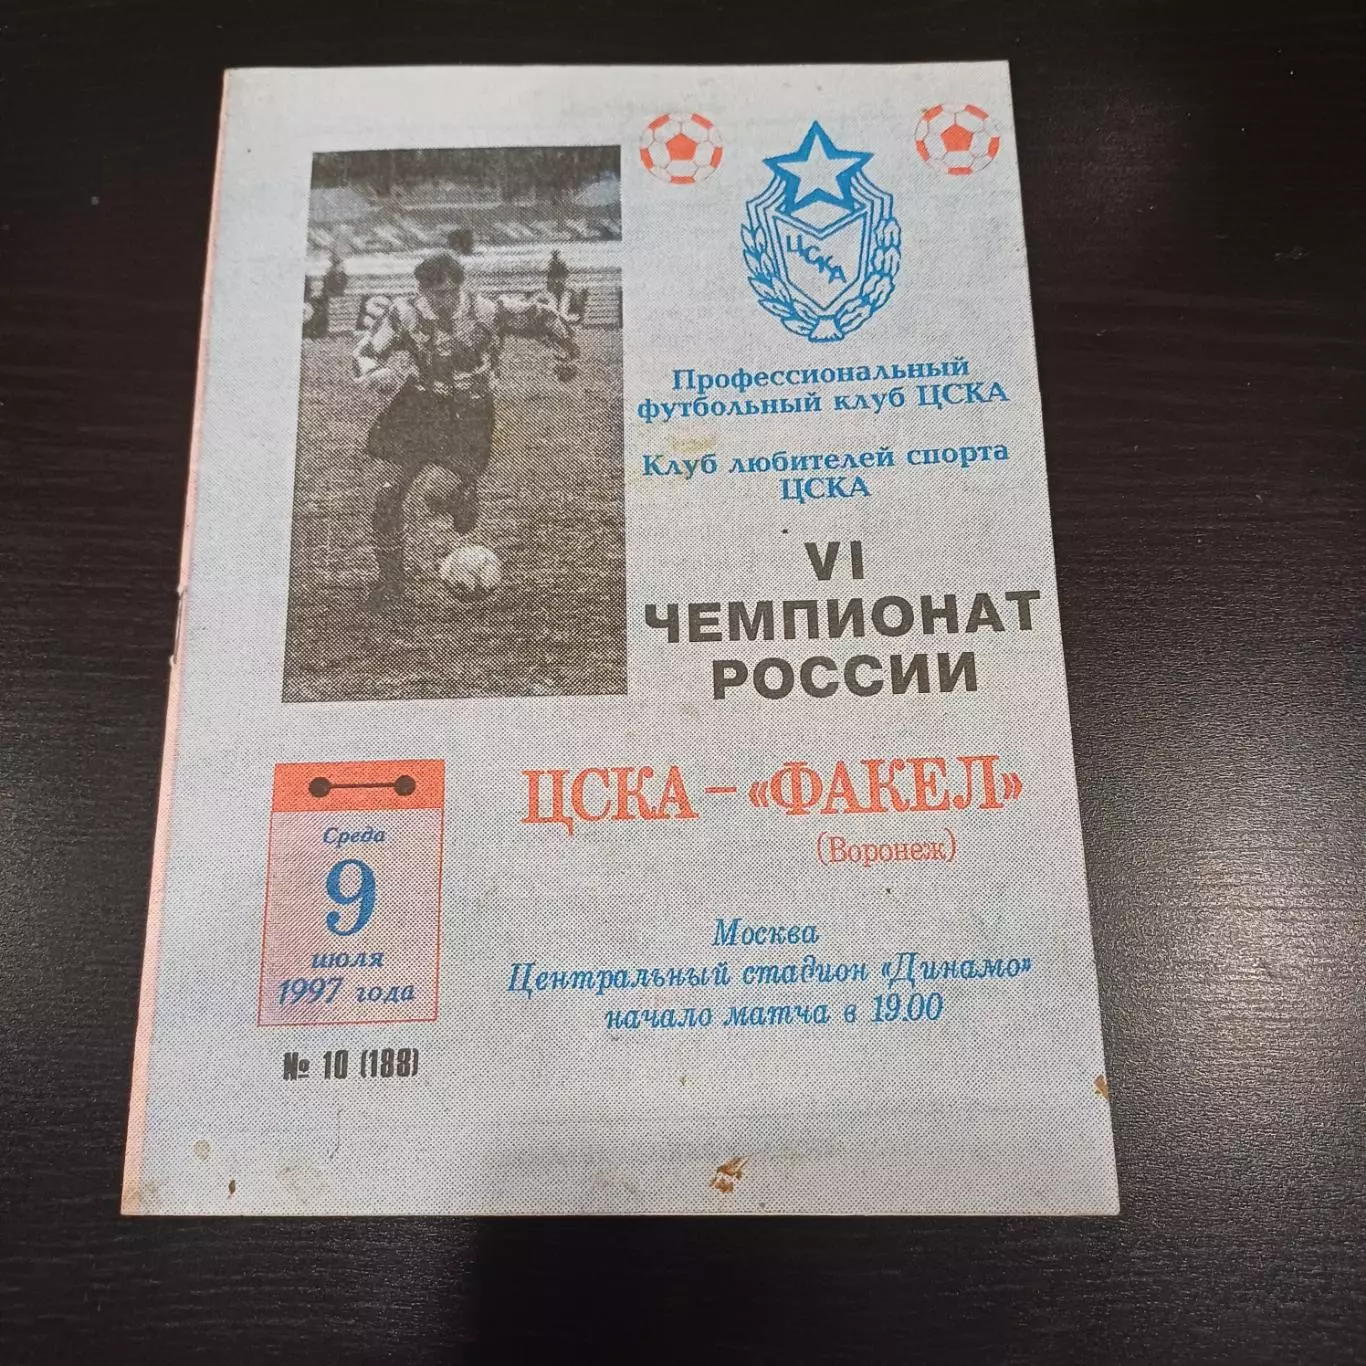 ЦСКА
Профессиональный
футбольный клуб ЦСКА
Клуб любителей спорта
ЦСКА
VI
ЧЕМПИОНАТ
РОССИИ
ЦСКА – «ФАКЕЛ»
(Воронеж)
Среда
9
июля
1997 года
№ 10 (188)
Москва
Центральный стадион «Динамо»
начало матча в 19.00